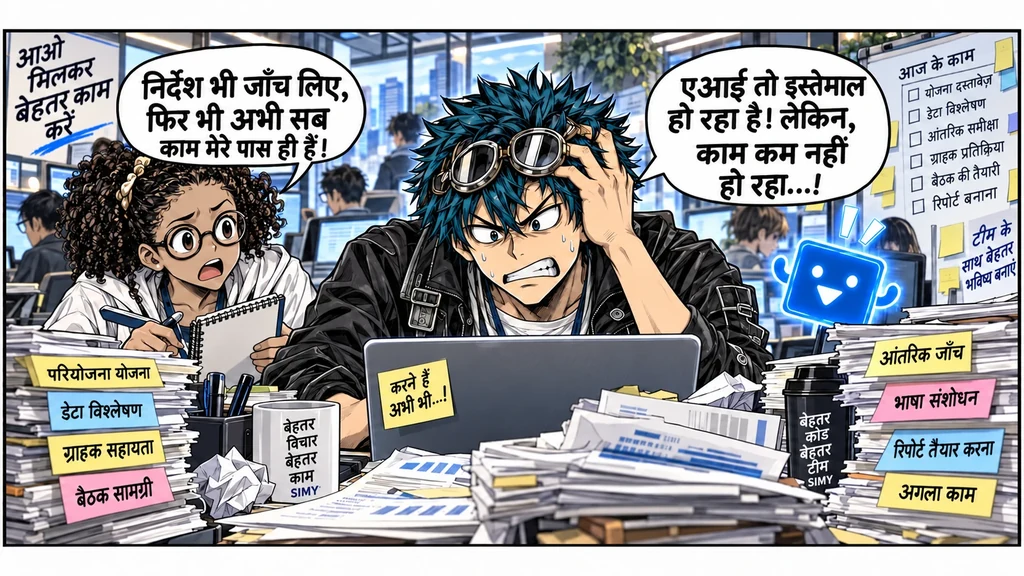 आओ
मिलकर
बेहतर काम
करें
निर्देश भी जाँच लिए,
फिर भी अभी सब
काम मेरे पास ही हैं!
एआई तो इस्तेमाल
हो रहा है! लेकिन,
काम कम नहीं
हो रहा...!
आज के काम
योजना दस्तावेज़
डेटा विश्लेषण
आंतरिक समीक्षा
ग्राहक प्रतिक्रिया
बैठक की तैयारी
रिपोर्ट बनाना
टीम के
साथ बेहतर
भविष्य बनाएं
परियोजना योजना
डेटा विश्लेषण
ग्राहक सहायता
बैठक सामग्री
बेहतर
विचार
बेहतर
काम
SIMY
करने हैं
अभी भी...!
बेहतर
कोड
बेहतर
टीम
SIMY
आंतरिक जाँच
भाषा संशोधन
रिपोर्ट तैयार करना
अगला काम